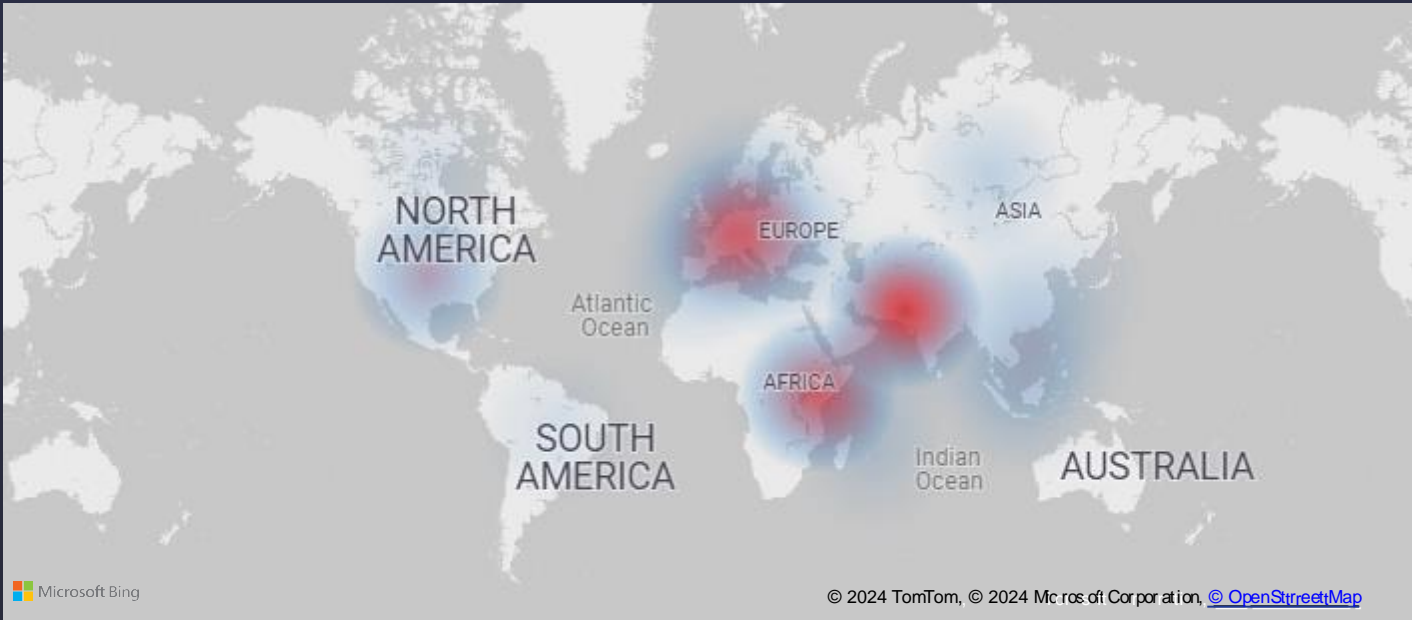 NORTH
AMERICA
EUROPE
ASIA
Atlantic
Ocean
AFRICA
SOUTH
AMERICA
Indian
Ocean
AUSTRALIA
Microsoft Bing
© 2024 TomTom, © 2024 Microsoft Corporation, © OpenStreetMap